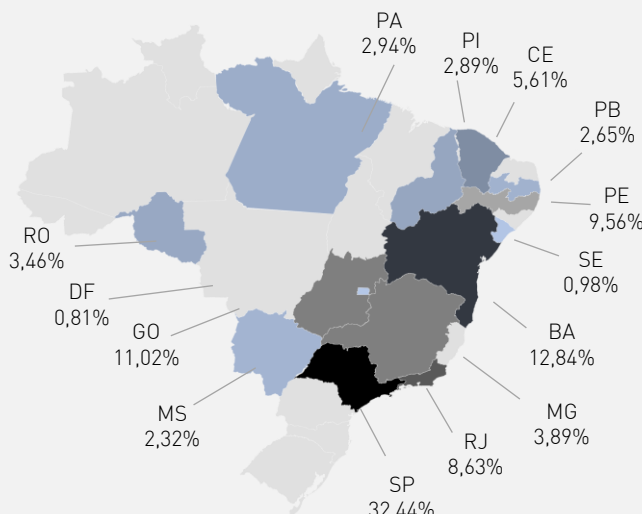 PA
2,94%
PI
2,89%
CE
5,61%
PB
2,65%
PE
9,56%
SE
0,98%
BA
12,84%
MG
3,89%
RJ
8,63%
SP
32,44%
MS
2,32%
GO
11,02%
DF
0,81%
RO
3,46%